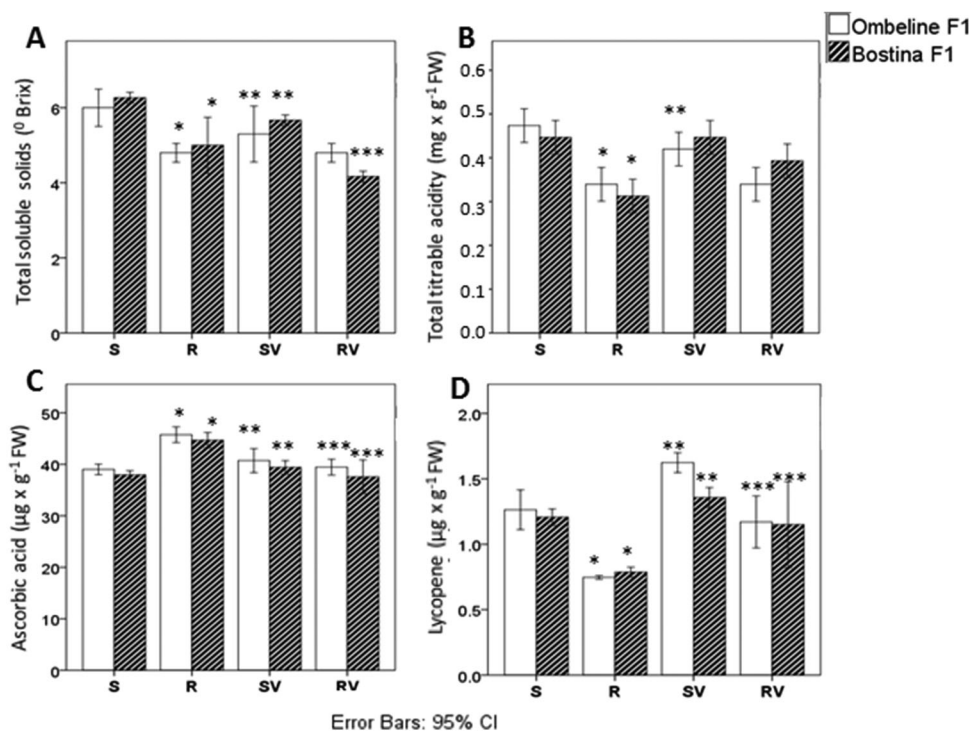 Ombeline F1
Bostina F1
A
Total soluble solids (⁰ Brix)
6
4
2
0
* * ** ** ***
S R SV RV
B
Total titrable acidity (mg x g⁻¹ FW)
0.6
0.5
0.4
0.3
0.2
0.1
0.0
* * **
S R SV RV
C
Ascorbic acid (µg x g⁻¹ FW)
50
40
30
20
10
0
* * ** ** *** ***
S R SV RV
D
Lycopene (µg x g⁻¹ FW)
2.0
1.5
1.0
0.5
0.0
* * ** ** *** ***
S R SV RV
Error Bars: 95% CI